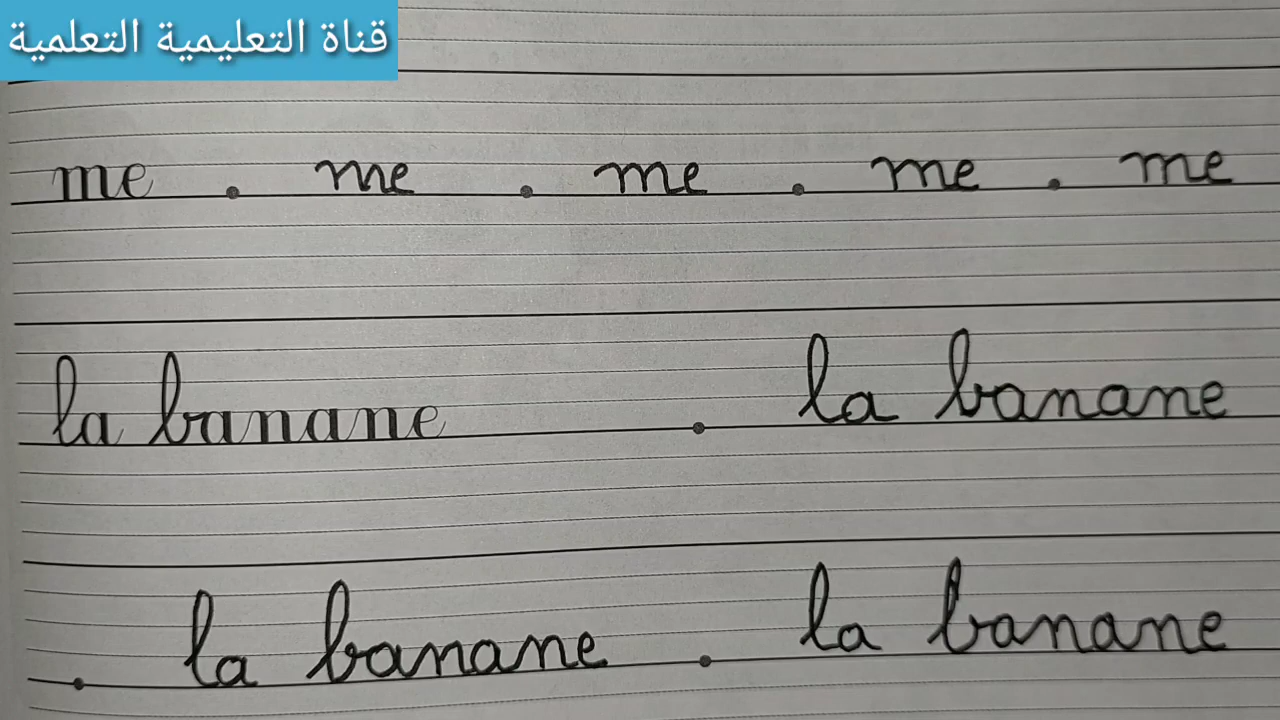 قناة التعليمية التعلمية
me . me . me . me . me
la banane . la banane
. la banane . la banane